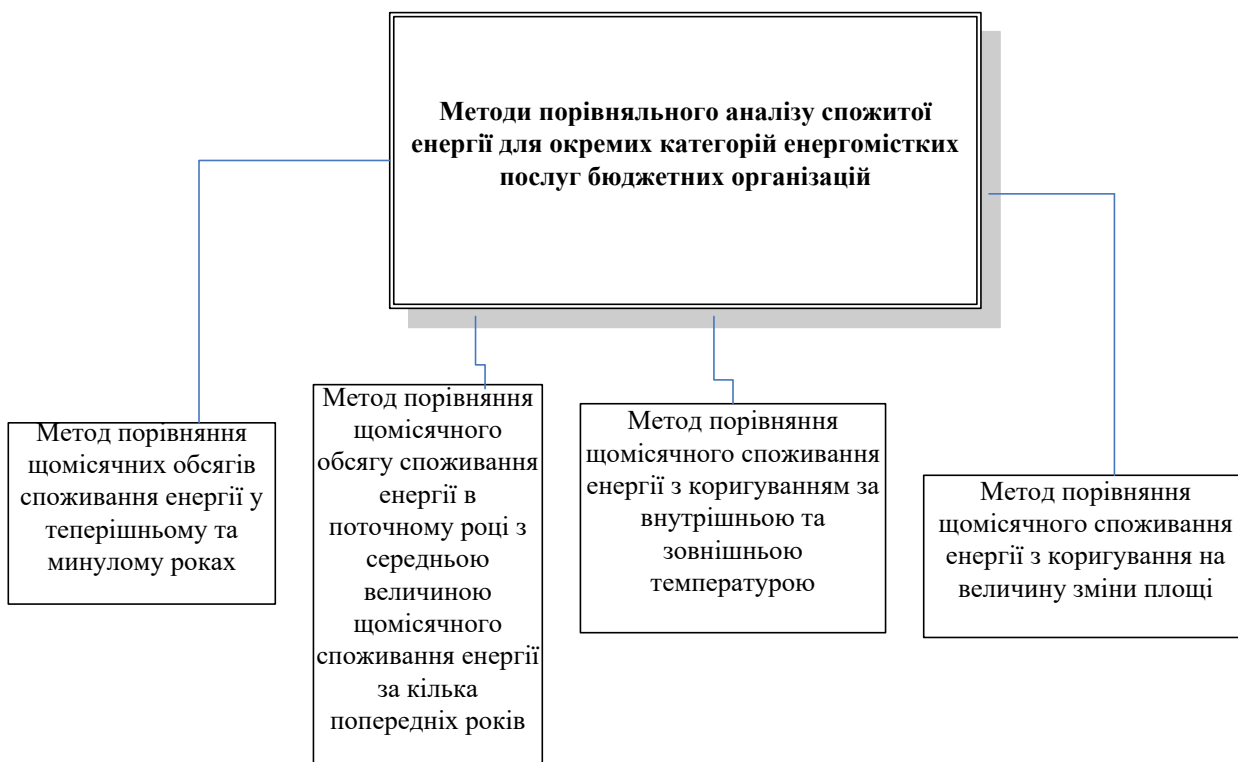 Методи порівняльного аналізу спожитої
енергії для окремих категорій енергомістких
послуг бюджетних організацій
Метод порівняння
щомісячних обсягів
споживання енергії у
теперішньому та
минулому роках
Метод порівняння
щомісячного
обсягу споживання
енергії в
поточному році з
середньою
величиною
щомісячного
споживання енергії
за кілька
попередніх років
Метод порівняння
щомісячного споживання
енергії з коригуванням за
внутрішньою та
зовнішньою
температурою
Метод порівняння
щомісячного споживання
енергії з коригування на
величину зміни площі